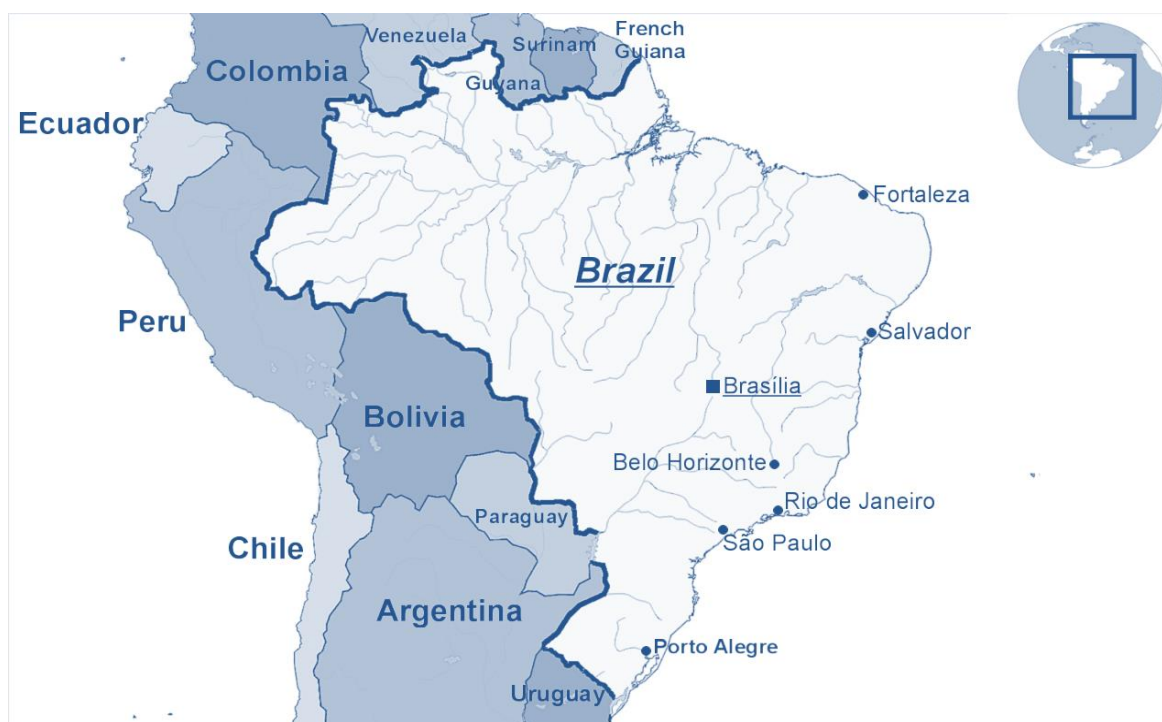 Venezuela
Surinam
French
Guiana
Colombia
Guyana
Ecuador
Fortaleza
Brazil
Peru
Salvador
Brasília
Bolivia
Belo Horizonte
Rio de Janeiro
Paraguay
São Paulo
Chile
Argentina
Porto Alegre
Uruguay